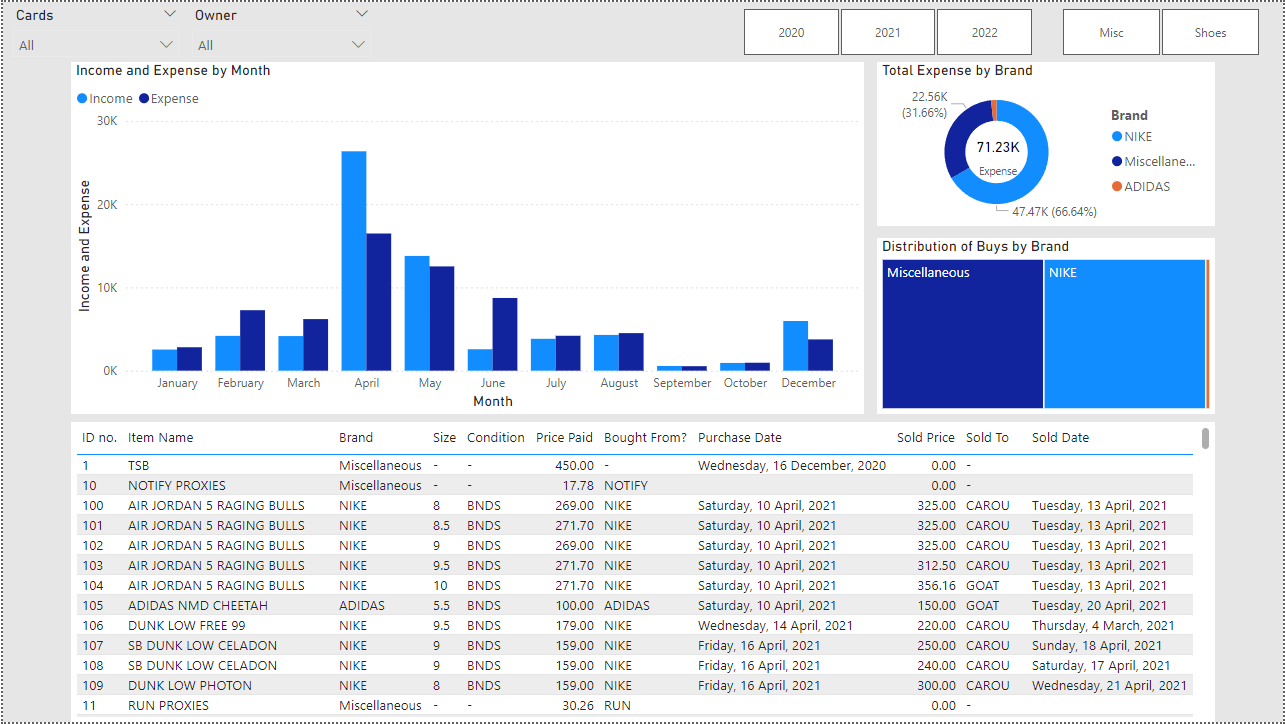 Cards Owner
All All
2020 2021 2022 Misc Shoes
Income and Expense by Month
Income Expense
30K
20K
10K
0K
Income and Expense
January February March April May June July August September October December
Month
Total Expense by Brand
22.56K
(31.66%)
71.23K
Expense
47.47K (66.64%)
Brand
NIKE
Miscellane...
ADIDAS
Distribution of Buys by Brand
Miscellaneous NIKE
ID no. Item Name Brand Size Condition Price Paid Bought From? Purchase Date Sold Price Sold To Sold Date
1 TSB Miscellaneous - - 450.00 - Wednesday, 16 December, 2020 0.00 -
10 NOTIFY PROXIES Miscellaneous - - 17.78 NOTIFY 0.00 -
100 AIR JORDAN 5 RAGING BULLS NIKE 8 BNDS 269.00 NIKE Saturday, 10 April, 2021 325.00 CAROU Tuesday, 13 April, 2021
101 AIR JORDAN 5 RAGING BULLS NIKE 8.5 BNDS 271.70 NIKE Saturday, 10 April, 2021 325.00 CAROU Tuesday, 13 April, 2021
102 AIR JORDAN 5 RAGING BULLS NIKE 9 BNDS 269.00 NIKE Saturday, 10 April, 2021 325.00 CAROU Tuesday, 13 April, 2021
103 AIR JORDAN 5 RAGING BULLS NIKE 9.5 BNDS 271.70 NIKE Saturday, 10 April, 2021 312.50 CAROU Tuesday, 13 April, 2021
104 AIR JORDAN 5 RAGING BULLS NIKE 10 BNDS 271.70 NIKE Saturday, 10 April, 2021 356.16 GOAT Tuesday, 13 April, 2021
105 ADIDAS NMD CHEETAH ADIDAS 5.5 BNDS 100.00 ADIDAS Saturday, 10 April, 2021 150.00 GOAT Tuesday, 20 April, 2021
106 DUNK LOW FREE 99 NIKE 9.5 BNDS 179.00 NIKE Wednesday, 14 April, 2021 220.00 CAROU Thursday, 4 March, 2021
107 SB DUNK LOW CELADON NIKE 9 BNDS 159.00 NIKE Friday, 16 April, 2021 250.00 CAROU Sunday, 18 April, 2021
108 SB DUNK LOW CELADON NIKE 9 BNDS 159.00 NIKE Friday, 16 April, 2021 240.00 CAROU Saturday, 17 April, 2021
109 DUNK LOW PHOTON NIKE 8 BNDS 159.00 NIKE Friday, 16 April, 2021 300.00 CAROU Wednesday, 21 April, 2021
11 RUN PROXIES Miscellaneous - - 30.26 RUN 0.00 -